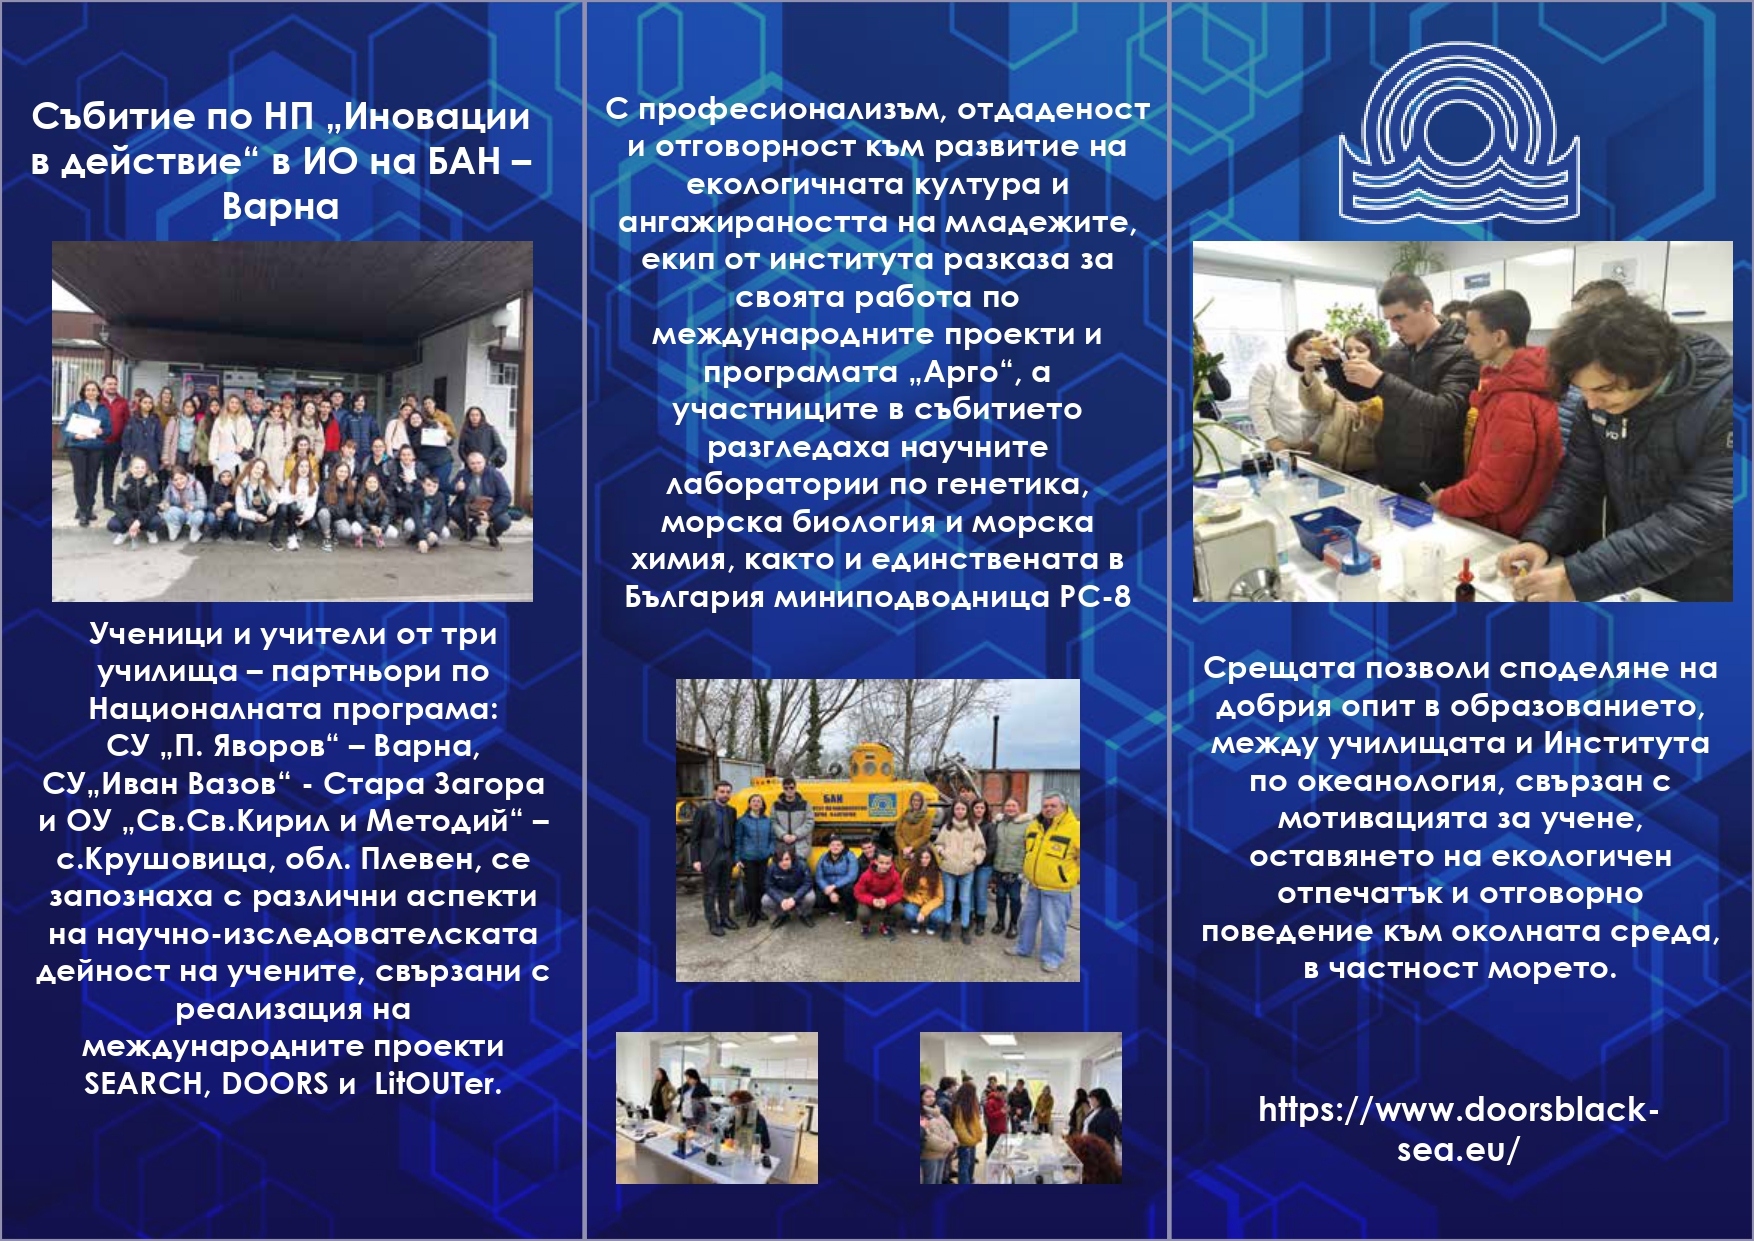 Събитие по НП „Иновации
в действие“ в ИО на БАН –
Варна
Ученици и учители от три
училища – партньори по
Националната програма:
СУ „П. Яворов“ – Варна,
СУ„Иван Вазов“ - Стара Загора
и ОУ „Св.Св.Кирил и Методий“ –
с.Крушовица, обл. Плевен, се
запознаха с различни аспекти
на научно-изследователската
дейност на учените, свързани с
реализация на
международните проекти
SEARCH, DOORS и  LitOUTer.
С професионализъм, отдаденост
и отговорност към развитие на
екологичната култура и
ангажираността на младежите,
екип от института разказа за
своята работа по
международните проекти и
програмата „Арго“, а
участниците в събитието
разгледаха научните
лаборатории по генетика,
морска биология и морска
химия, както и единствената в
България миниподводница РС-8
БАН
Срещата позволи споделяне на
добрия опит в образованието,
между училищата и Института
по океанология, свързан с
мотивацията за учене,
оставянето на екологичен
отпечатък и отговорно
поведение към околната среда,
в частност морето.
https://www.doorsblack-
sea.eu/